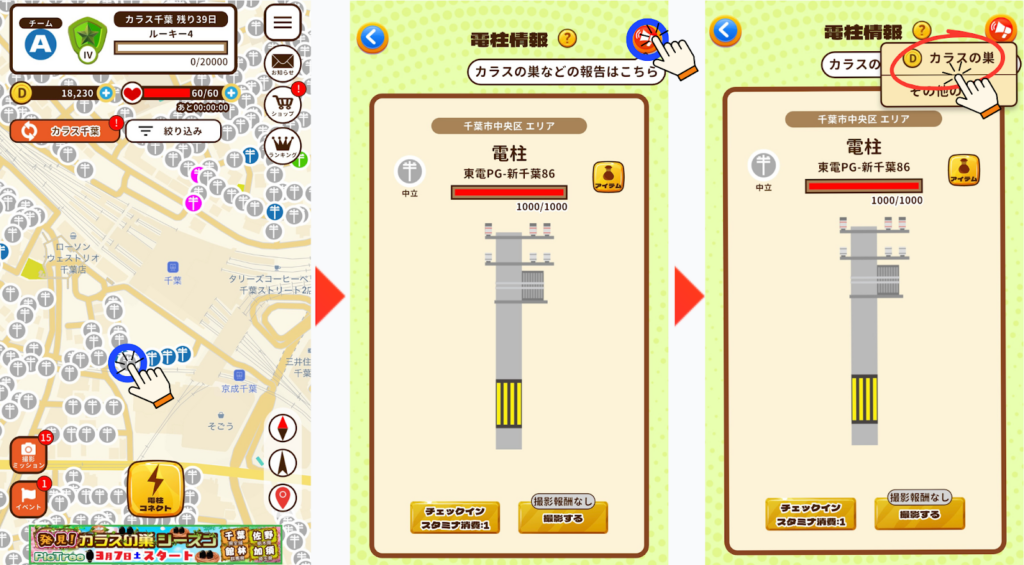 チーム
A
IV
カラス千葉 残り39日
ルーキー4
0/20000
お知らせ
D 18,230
60/60
あと00:00:00
!
ショップ
カラス千葉
!
絞り込み
ランキング
ローソン
ウェストリオ
千葉店
千葉
タリーズコーヒーペ
千葉ストリート2店
三井住
千葉
京成千葉
そごう
15
撮影
ミッション
1
イベント
電柱
コネクト
発見!カラスの巣シーズン
PicTrée 3月7日土スタート
千葉 佐野
館林 加須
電柱情報 ?
カラスの巣などの報告はこちら
千葉市中央区 エリア
電柱
中立
東電PG-新千葉86
アイテム
1000/1000
チェックイン
スタミナ消費:1
撮影報酬なし
撮影する
電柱情報 ?
カラスの
D カラスの巣
その他の
千葉市中央区 エリア
電柱
中立
東電PG-新千葉86
アイテム
1000/1000
チェックイン
スタミナ消費:1
撮影報酬なし
撮影する